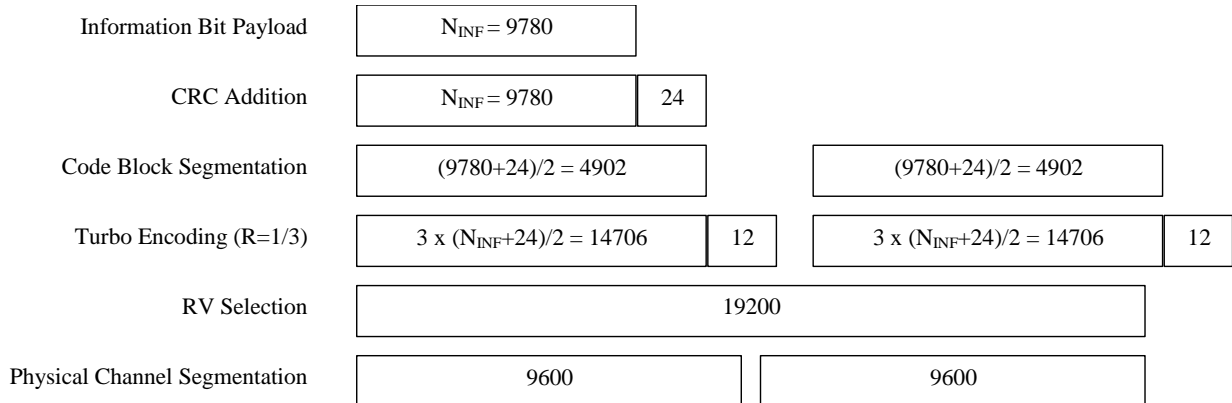 Information Bit Payload N_INF = 9780
CRC Addition N_INF = 9780 24
Code Block Segmentation (9780+24)/2 = 4902 (9780+24)/2 = 4902
Turbo Encoding (R=1/3) 3 x (N_INF+24)/2 = 14706 12 3 x (N_INF+24)/2 = 14706 12
RV Selection 19200
Physical Channel Segmentation 9600 9600